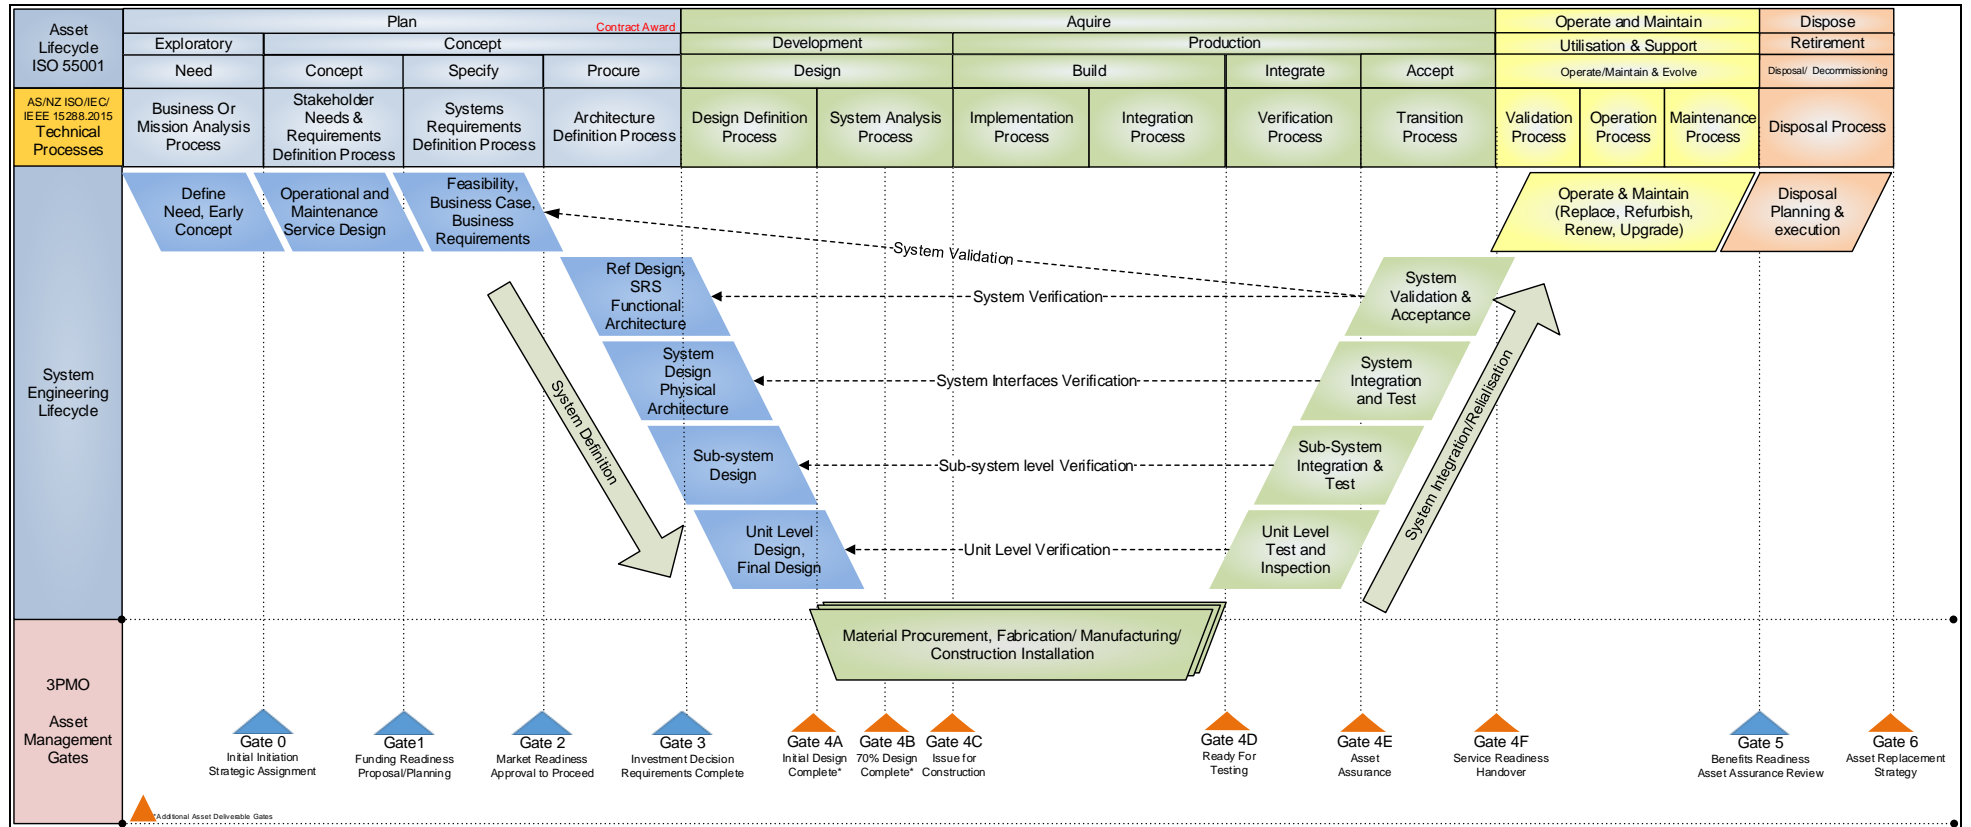 Asset
Lifecycle
ISO 55001
Plan
Contract Award
Aquire
Operate and Maintain
Dispose
Exploratory
Concept
Development
Production
Utilisation & Support
Retirement
Need
Concept
Specify
Procure
Design
Build
Integrate
Accept
Operate/Maintain & Evolve
Disposal/ Decommissioning
AS/NZ ISO/IEC/
IEEE 15288.2015
Technical
Processes
Business Or
Mission Analysis
Process
Stakeholder
Needs &
Requirements
Definition Process
Systems
Requirements
Definition Process
Architecture
Definition Process
Design Definition
Process
System Analysis
Process
Implementation
Process
Integration
Process
Verification
Process
Transition
Process
Validation
Process
Operation
Process
Maintenance
Process
Disposal Process
System
Engineering
Lifecycle
Define
Need, Early
Concept
Operational and
Maintenance
Service Design
Feasibility,
Business Case,
Business
Requirements
Operate & Maintain
(Replace, Refurbish,
Renew, Upgrade)
Disposal
Planning &
execution
System Validation
Ref Design,
SRS
Functional
Architecture
System Verification
System
Validation &
Acceptance
System
Design
Physical
Architecture
System Interfaces Verification
System
Integration
and Test
System Definition
System Integration/Relialisation
Sub-system
Design
Sub-system level Verification
Sub-System
Integration &
Test
Unit Level
Design,
Final Design
Unit Level Verification
Unit Level
Test and
Inspection
Material Procurement, Fabrication/ Manufacturing/
Construction Installation
3PMO
Asset
Management
Gates
Gate 0
Initial Initiation
Strategic Assignment
Gate1
Funding Readiness
Proposal/Planning
Gate 2
Market Readiness
Approval to Proceed
Gate 3
Investment Decision
Requirements Complete
Gate 4A
Initial Design
Complete*
Gate 4B
70% Design
Complete*
Gate 4C
Issue for
Construction
Gate 4D
Ready For
Testing
Gate 4E
Asset
Assurance
Gate 4F
Service Readiness
Handover
Gate 5
Benefits Readiness
Asset Assurance Review
Gate 6
Asset Replacement
Strategy
*Additional Asset Deliverable Gates